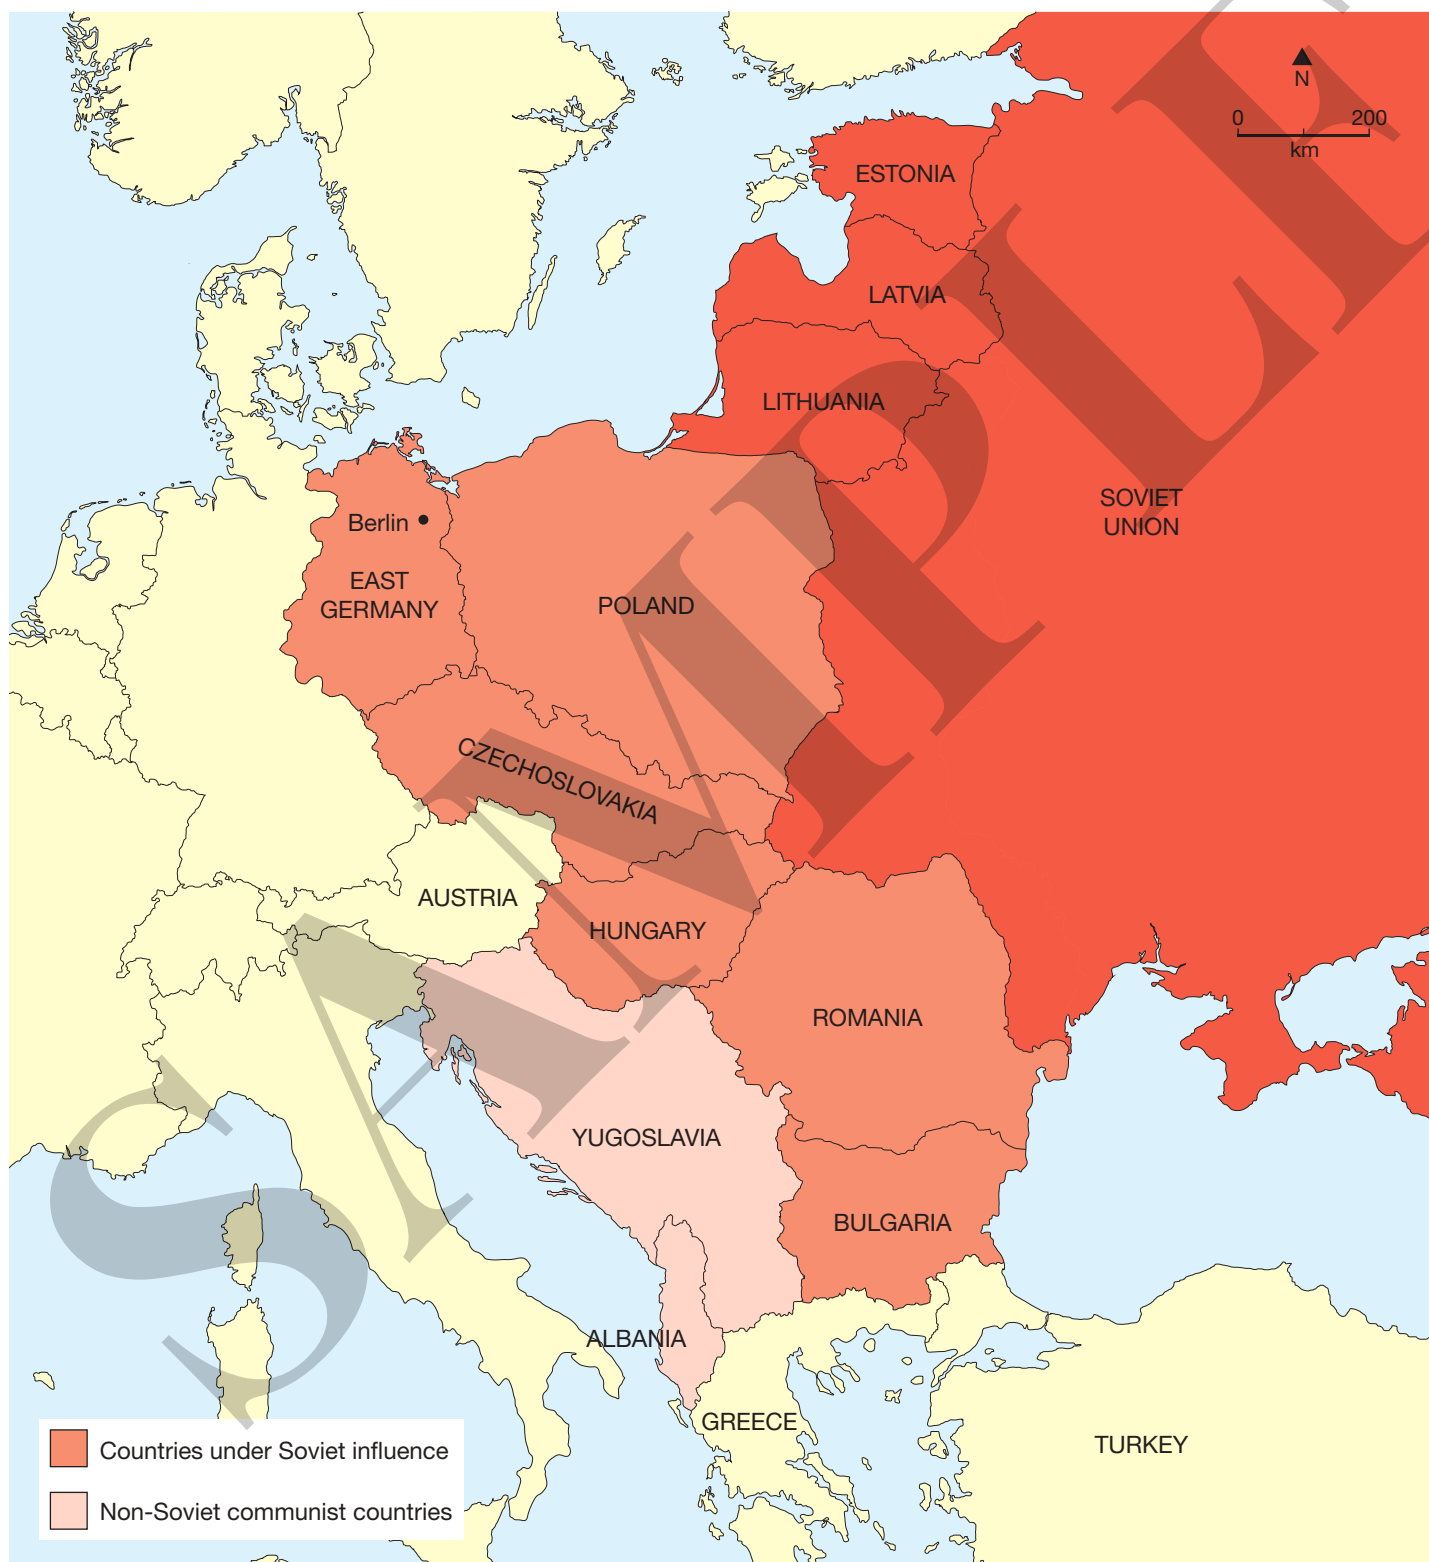 N
0 200
km
ESTONIA
LATVIA
LITHUANIA
SOVIET
UNION
Berlin
EAST
GERMANY
POLAND
CZECHOSLOVAKIA
AUSTRIA
HUNGARY
ROMANIA
YUGOSLAVIA
BULGARIA
ALBANIA
GREECE
TURKEY
Countries under Soviet influence
Non-Soviet communist countries
SAMPLE